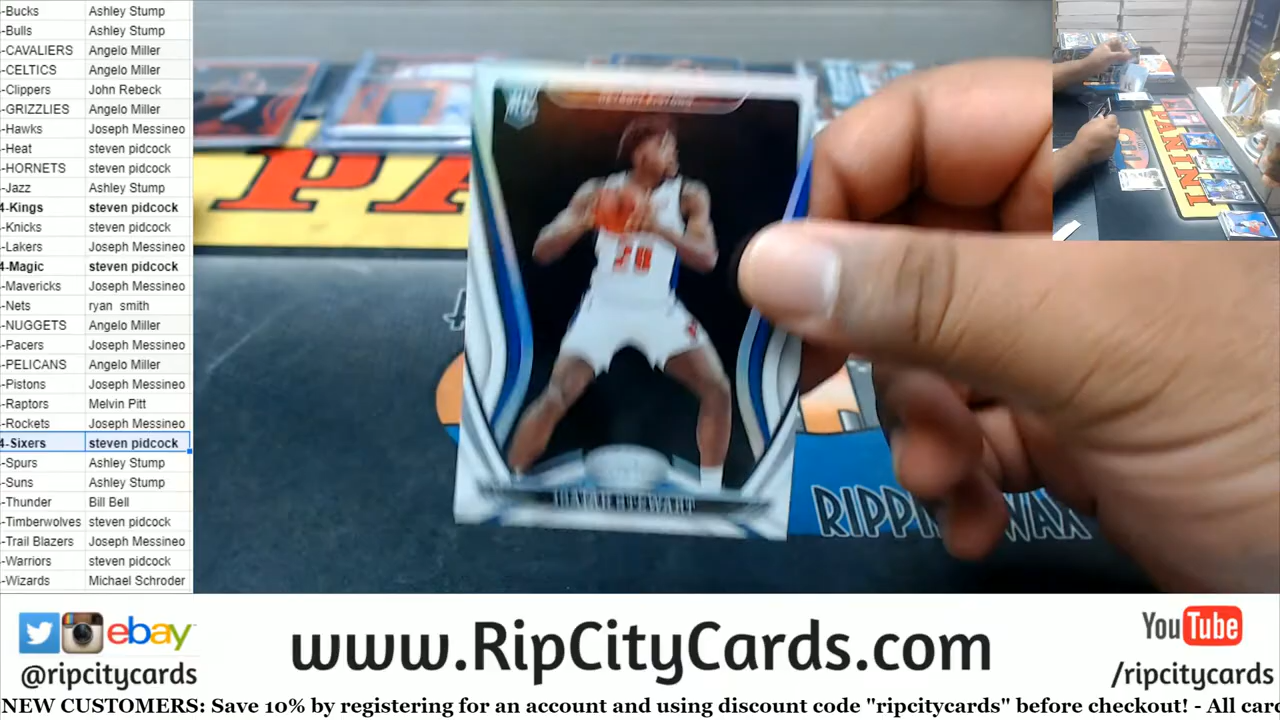 -Bucks Ashley Stump
-Bulls Ashley Stump
-CAVALIERS Angelo Miller
-CELTICS Angelo Miller
-Clippers John Rebeck
-GRIZZLIES Angelo Miller
-Hawks Joseph Messineo
-Heat steven pidcock
-HORNETS steven pidcock
-Jazz Ashley Stump
4-Kings steven pidcock
-Knicks steven pidcock
-Lakers Joseph Messineo
4-Magic steven pidcock
-Mavericks Joseph Messineo
-Nets ryan smith
-NUGGETS Angelo Miller
-Pacers Joseph Messineo
-PELICANS Angelo Miller
-Pistons Joseph Messineo
-Raptors Melvin Pitt
-Rockets Joseph Messineo
4-Sixers steven pidcock
-Spurs Ashley Stump
-Suns Ashley Stump
-Thunder Bill Bell
-Timberwolves steven pidcock
-Trail Blazers Joseph Messineo
-Warriors steven pidcock
-Wizards Michael Schroder
DETROIT PISTONS
RC
28
PA
PANINI
ebay
@ripcitycards
www.RipCityCards.com
YouTube
/ripcitycards
NEW CUSTOMERS: Save 10% by registering for an account and using discount code "ripcitycards" before checkout! - All card